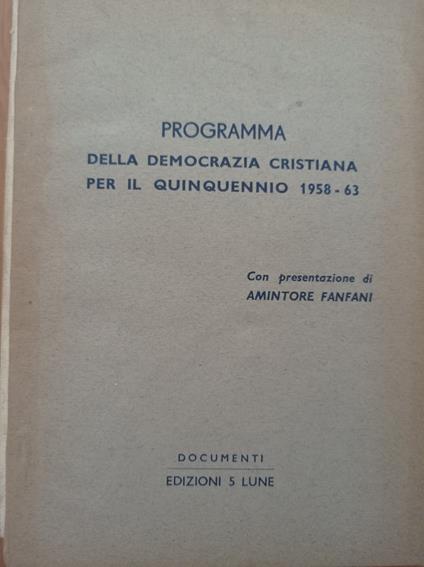 PROGRAMMA
DELLA DEMOCRAZIA CRISTIANA
PER IL QUINQUENNIO 1958 - 63
Con presentazione di
AMINTORE FANFANI
DOCUMENTI
EDIZIONI 5 LUNE